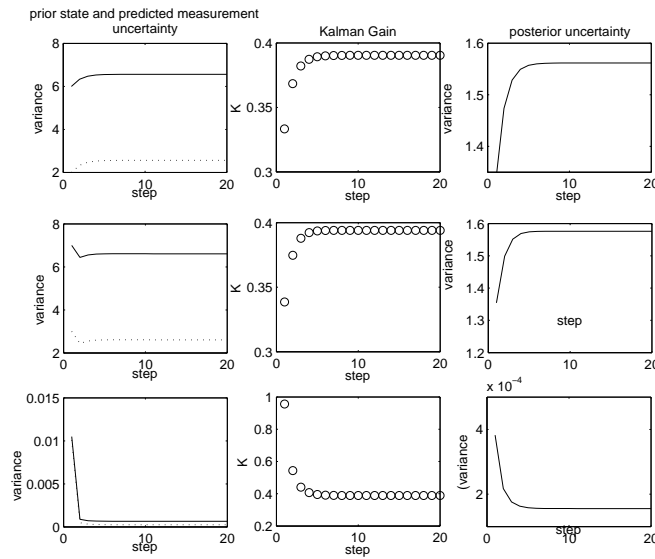 prior state and predicted measurement
uncertainty
Kalman Gain
posterior uncertainty
8
6
4
2
0
10
20
variance
step
0.4
0.35
0.3
0
10
20
K
step
1.6
1.5
1.4
0
10
20
variance
8
6
4
2
0
10
20
variance
step
0.4
0.35
0.3
0
10
20
K
step
1.6
1.5
1.4
1.3
1.2
0
10
20
variance
step
0.015
0.01
0.005
0
0
10
20
variance
step
1
0.8
0.6
0.4
0.2
0
10
20
K
step
x 10⁻⁴
4
2
0
10
20
(variance
step